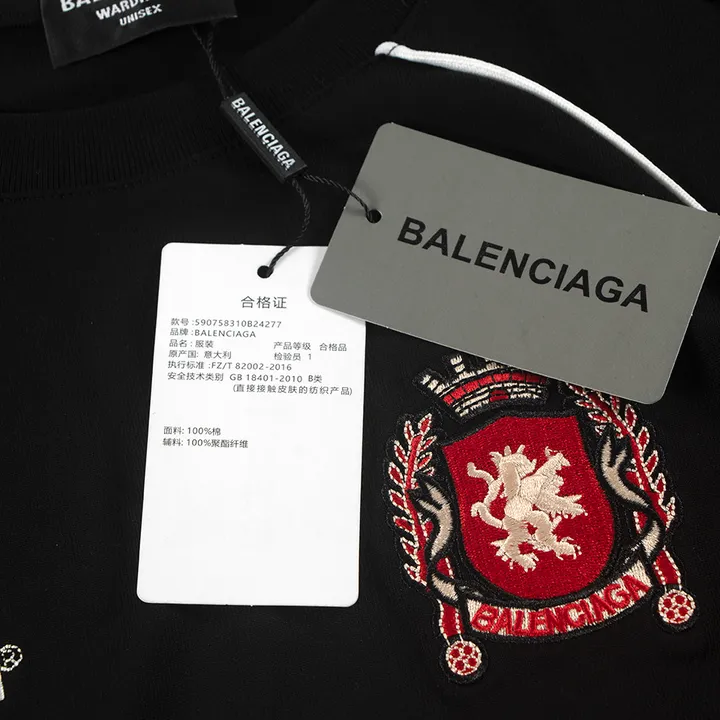 BALENCIAGA
UNISEX
BALENCIAGA
BALENCIAGA
合格证
款号:590758310B24277
品牌:BALENCIAGA
品名:服装 产品等级 合格品
原产国:意大利 检验员 1
执行标准:FZ/T 82002-2016
安全技术类别 GB 18401-2010 B类
(直接接触皮肤的纺织产品)
面料:100%棉
辅料:100%聚酯纤维
BALENCIAGA